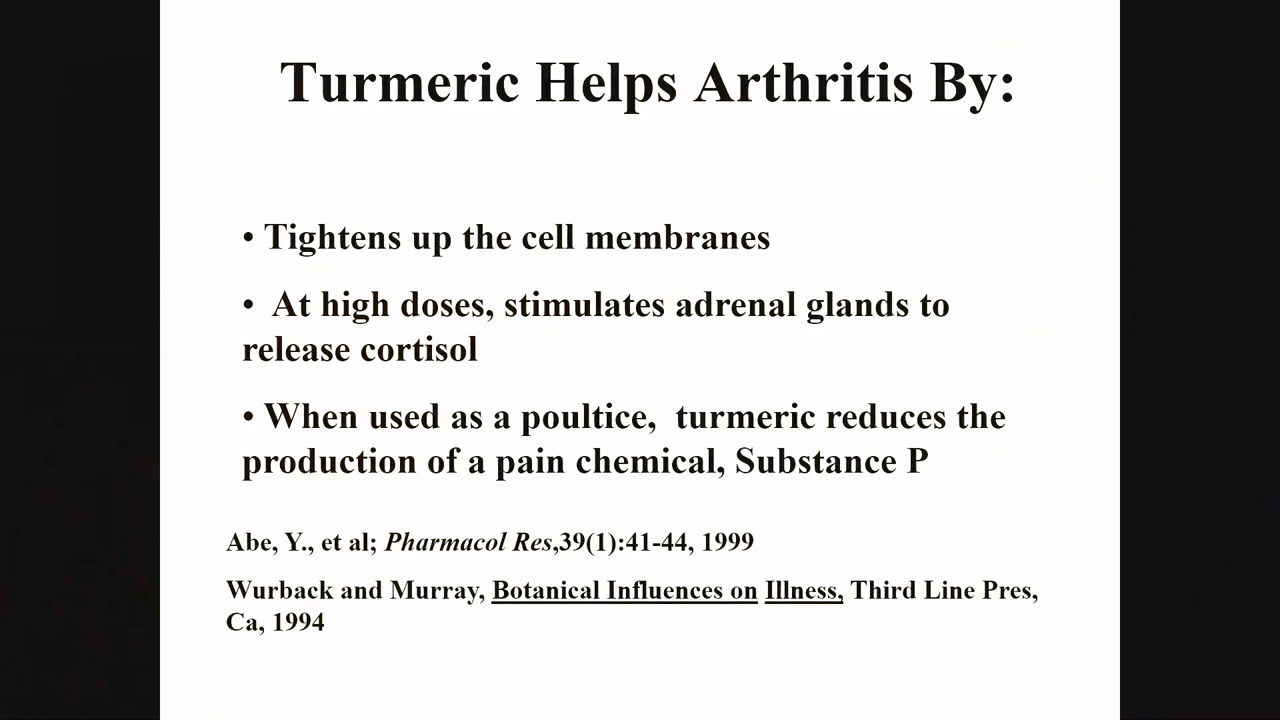 Turmeric Helps Arthritis By:
• Tightens up the cell membranes
• At high doses, stimulates adrenal glands to
release cortisol
• When used as a poultice, turmeric reduces the
production of a pain chemical, Substance P
Abe, Y., et al; Pharmacol Res,39(1):41-44, 1999
Wurback and Murray, Botanical Influences on Illness, Third Line Pres,
Ca, 1994